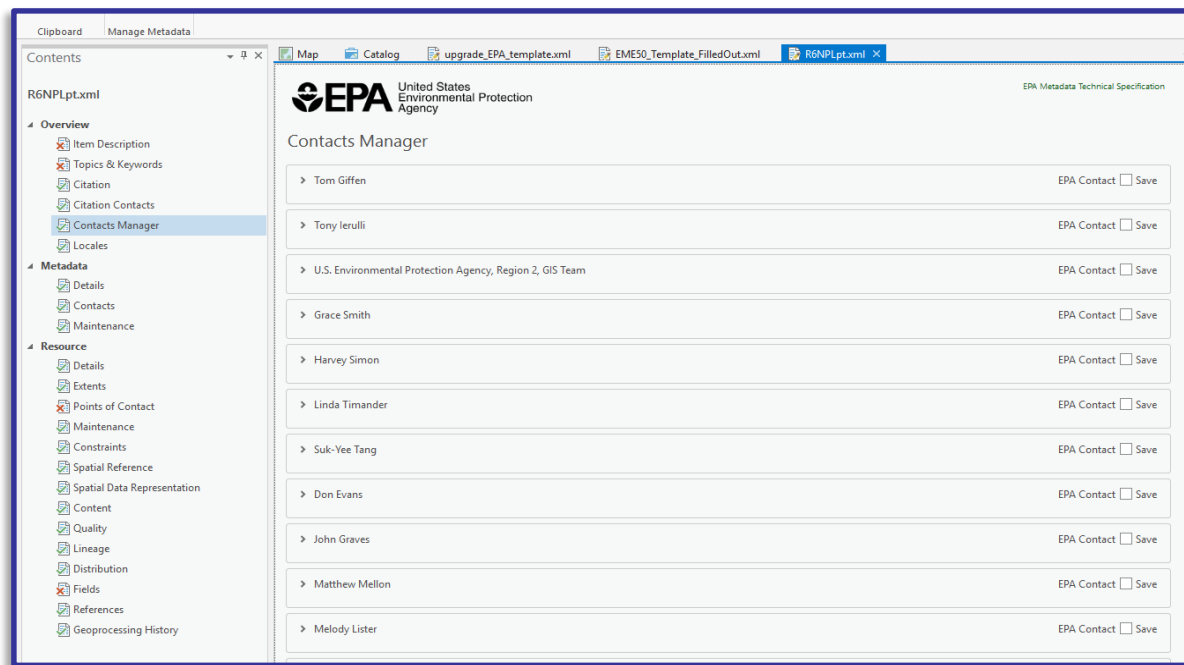 Clipboard
Manage Metadata
Contents
Map
Catalog
upgrade_EPA_template.xml
EME50_Template_FilledOut.xml
R6NPLpt.xml
R6NPLpt.xml
Overview
Item Description
Topics & Keywords
Citation
Citation Contacts
Contacts Manager
Locales
Metadata
Details
Contacts
Maintenance
Resource
Details
Extents
Points of Contact
Maintenance
Constraints
Spatial Reference
Spatial Data Representation
Content
Quality
Lineage
Distribution
Fields
References
Geoprocessing History
EPA United States
Environmental Protection
Agency
EPA Metadata Technical Specification
Contacts Manager
Tom Giffen EPA Contact Save
Tony Ierulli EPA Contact Save
U.S. Environmental Protection Agency, Region 2, GIS Team EPA Contact Save
Grace Smith EPA Contact Save
Harvey Simon EPA Contact Save
Linda Timander EPA Contact Save
Suk-Yee Tang EPA Contact Save
Don Evans EPA Contact Save
John Graves EPA Contact Save
Matthew Mellon EPA Contact Save
Melody Lister EPA Contact Save